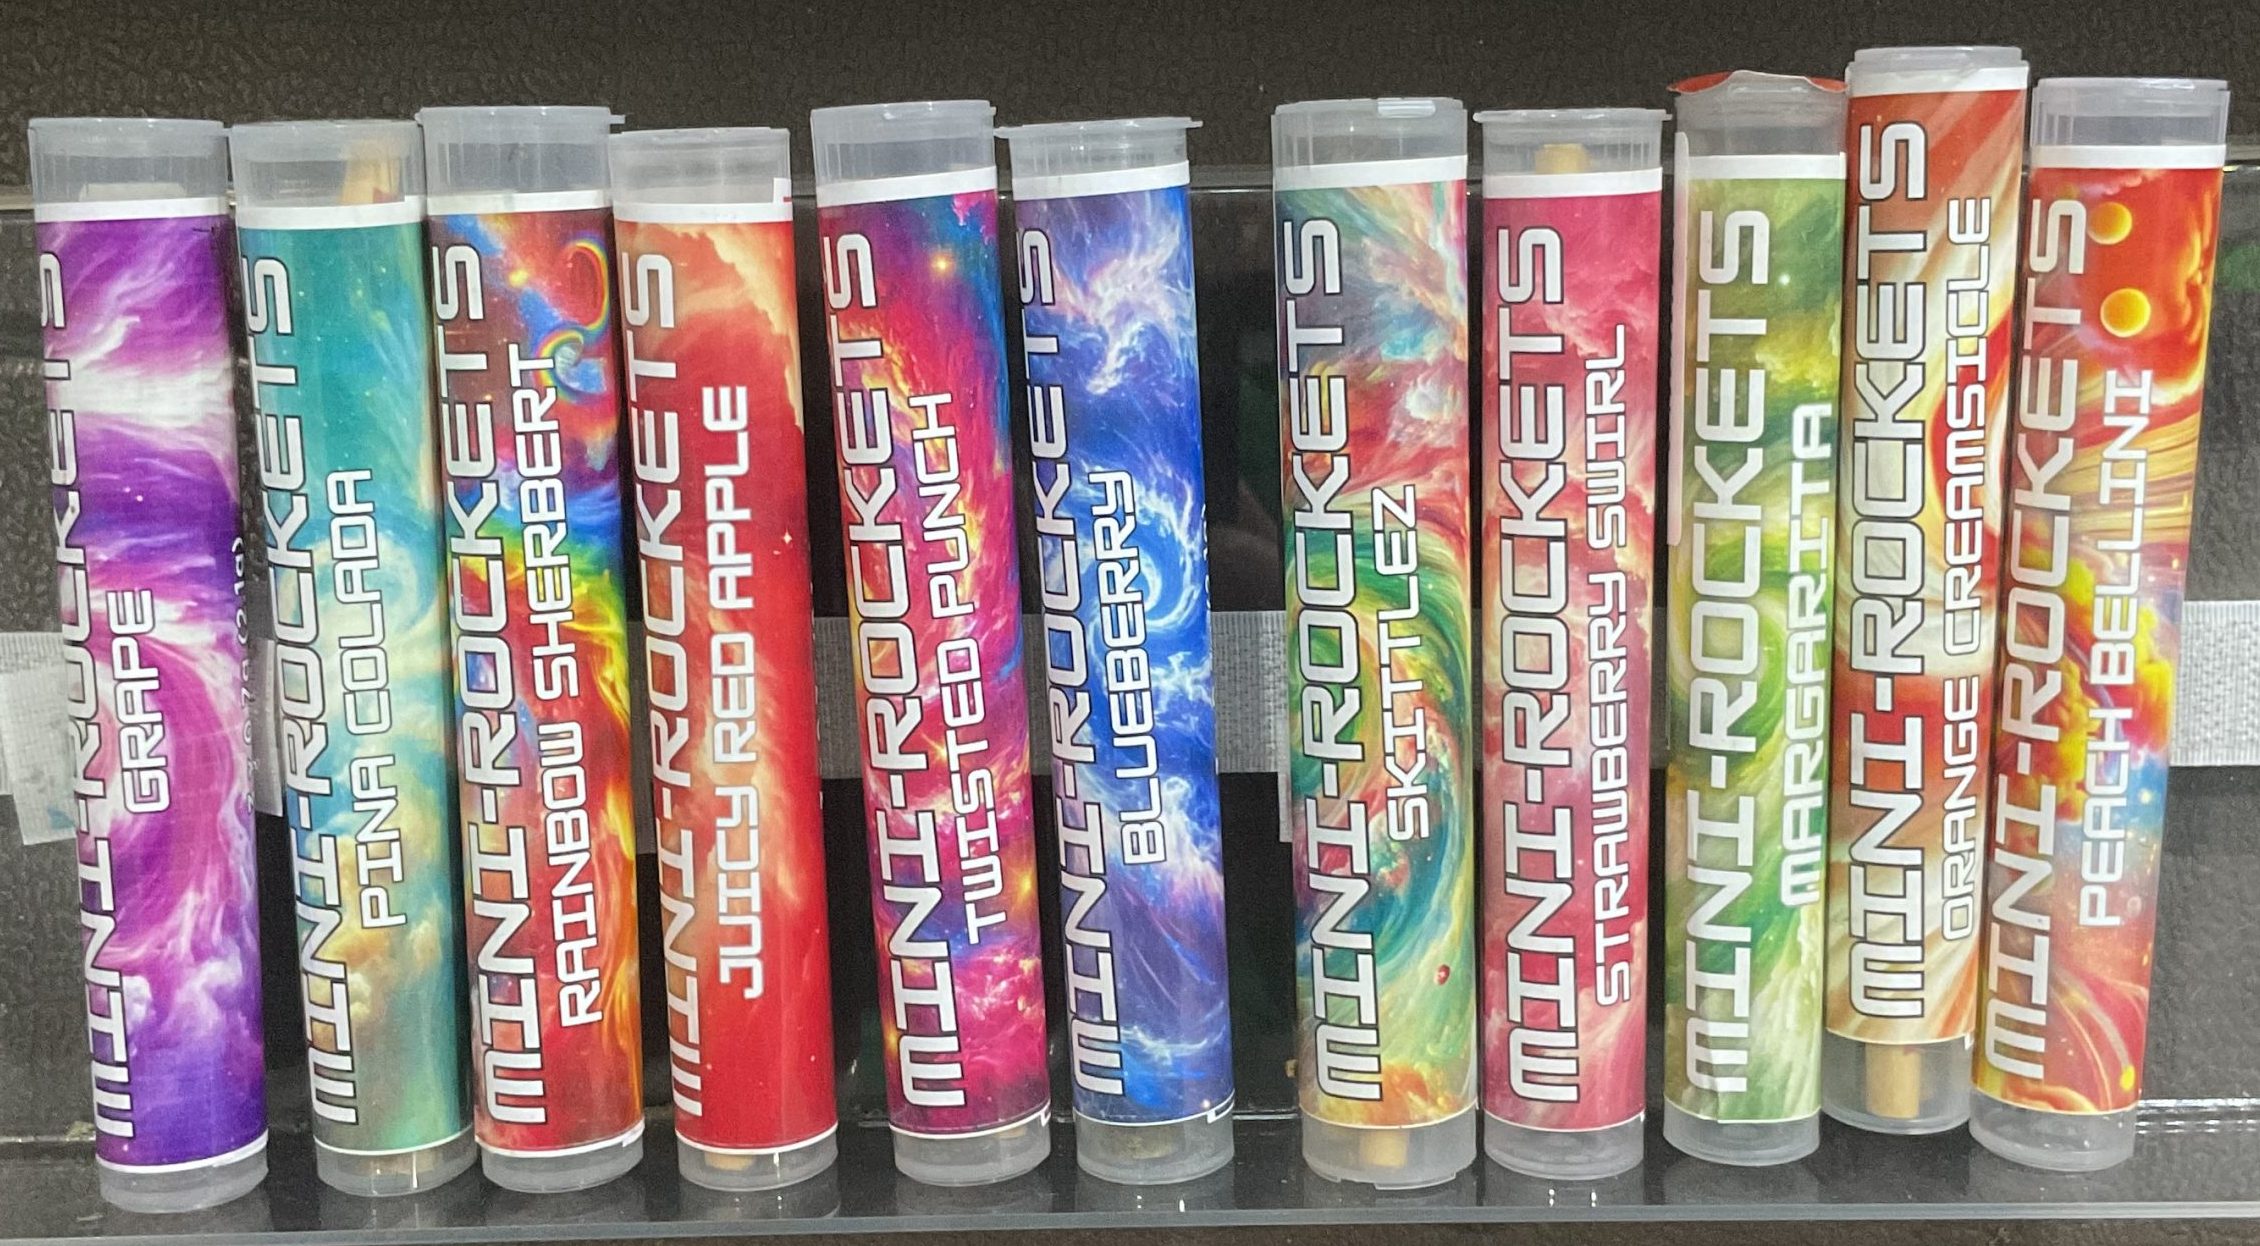 MINI-ROCKETS
GRAPE
MINI-ROCKETS
PINA COLADA
MINI-ROCKETS
RAINBOW SHERBERT
MINI-ROCKETS
JUICY RED APPLE
MINI-ROCKETS
TWISTED PUNCH
MINI-ROCKETS
BLUEBERRY
MINI-ROCKETS
SKITTLEZ
MINI-ROCKETS
STRAWBERRY SWIRL
MINI-ROCKETS
MARGARITA
MINI-ROCKETS
ORANGE CREAMSICLE
MINI-ROCKETS
PEACH BELLINI